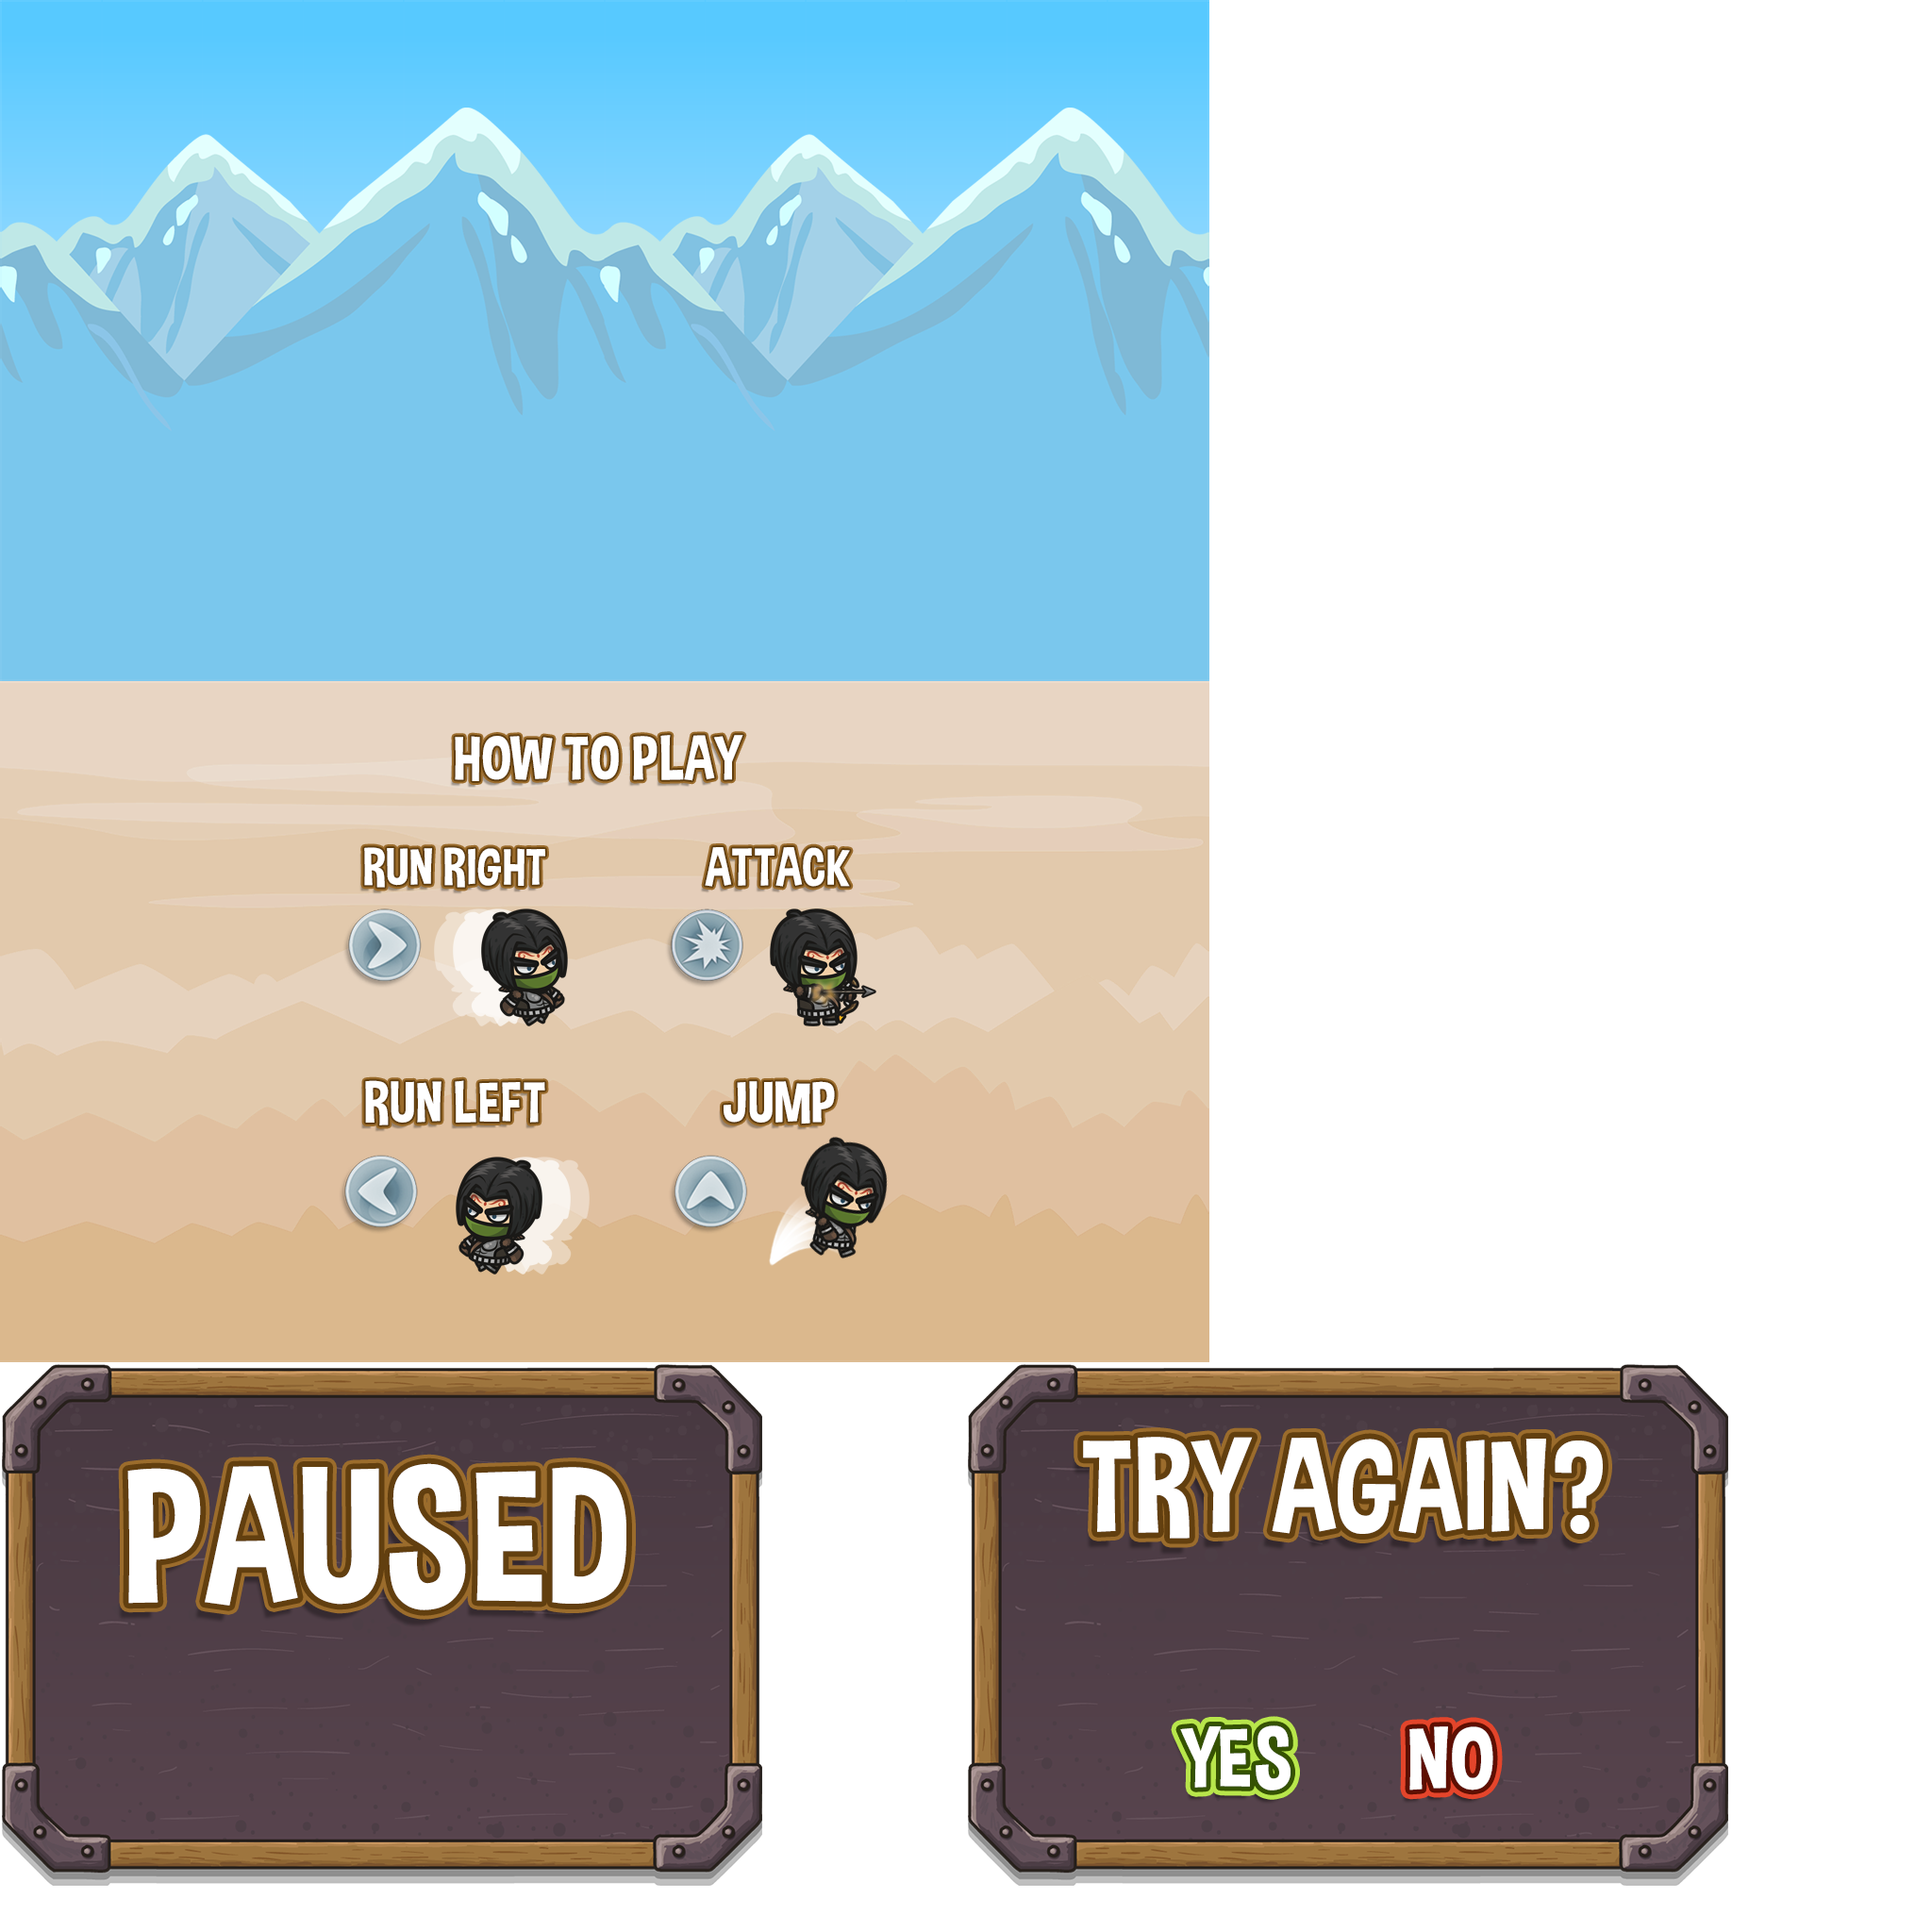 HOW TO PLAY
RUN RIGHT
ATTACK
RUN LEFT
JUMP
PAUSED
TRY AGAIN?
YES
NO